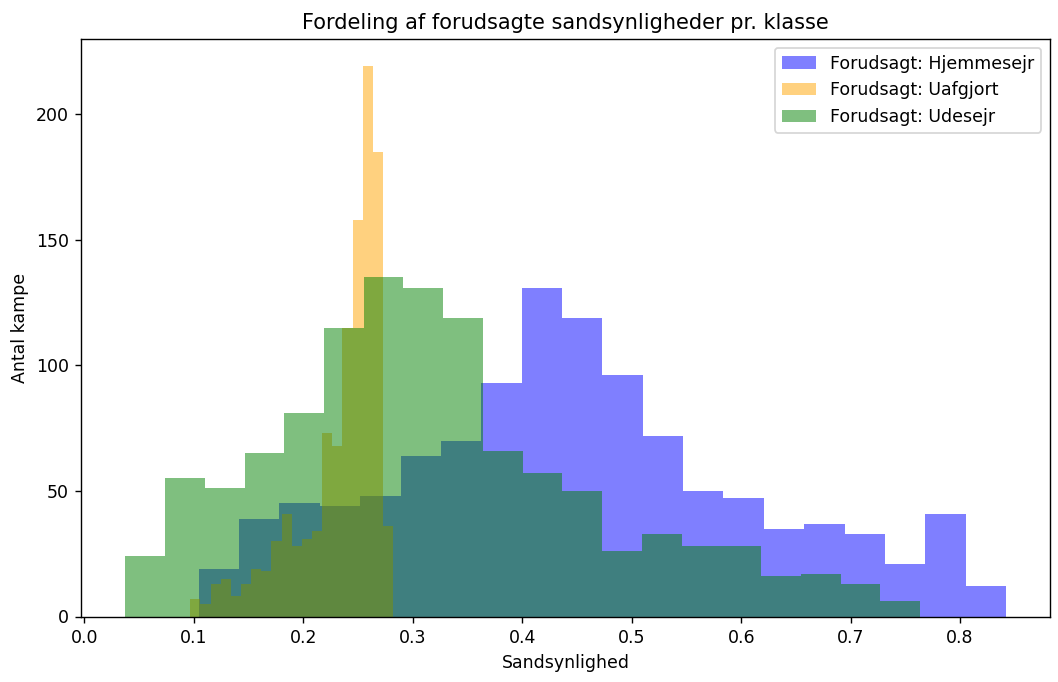 Fordeling af forudsagte sandsynligheder pr. klasse
Forudsagt: Hjemmesejr
Forudsagt: Uafgjort
Forudsagt: Udesejr
Antal kampe
200
150
100
50
0
0.0 0.1 0.2 0.3 0.4 0.5 0.6 0.7 0.8
Sandsynlighed